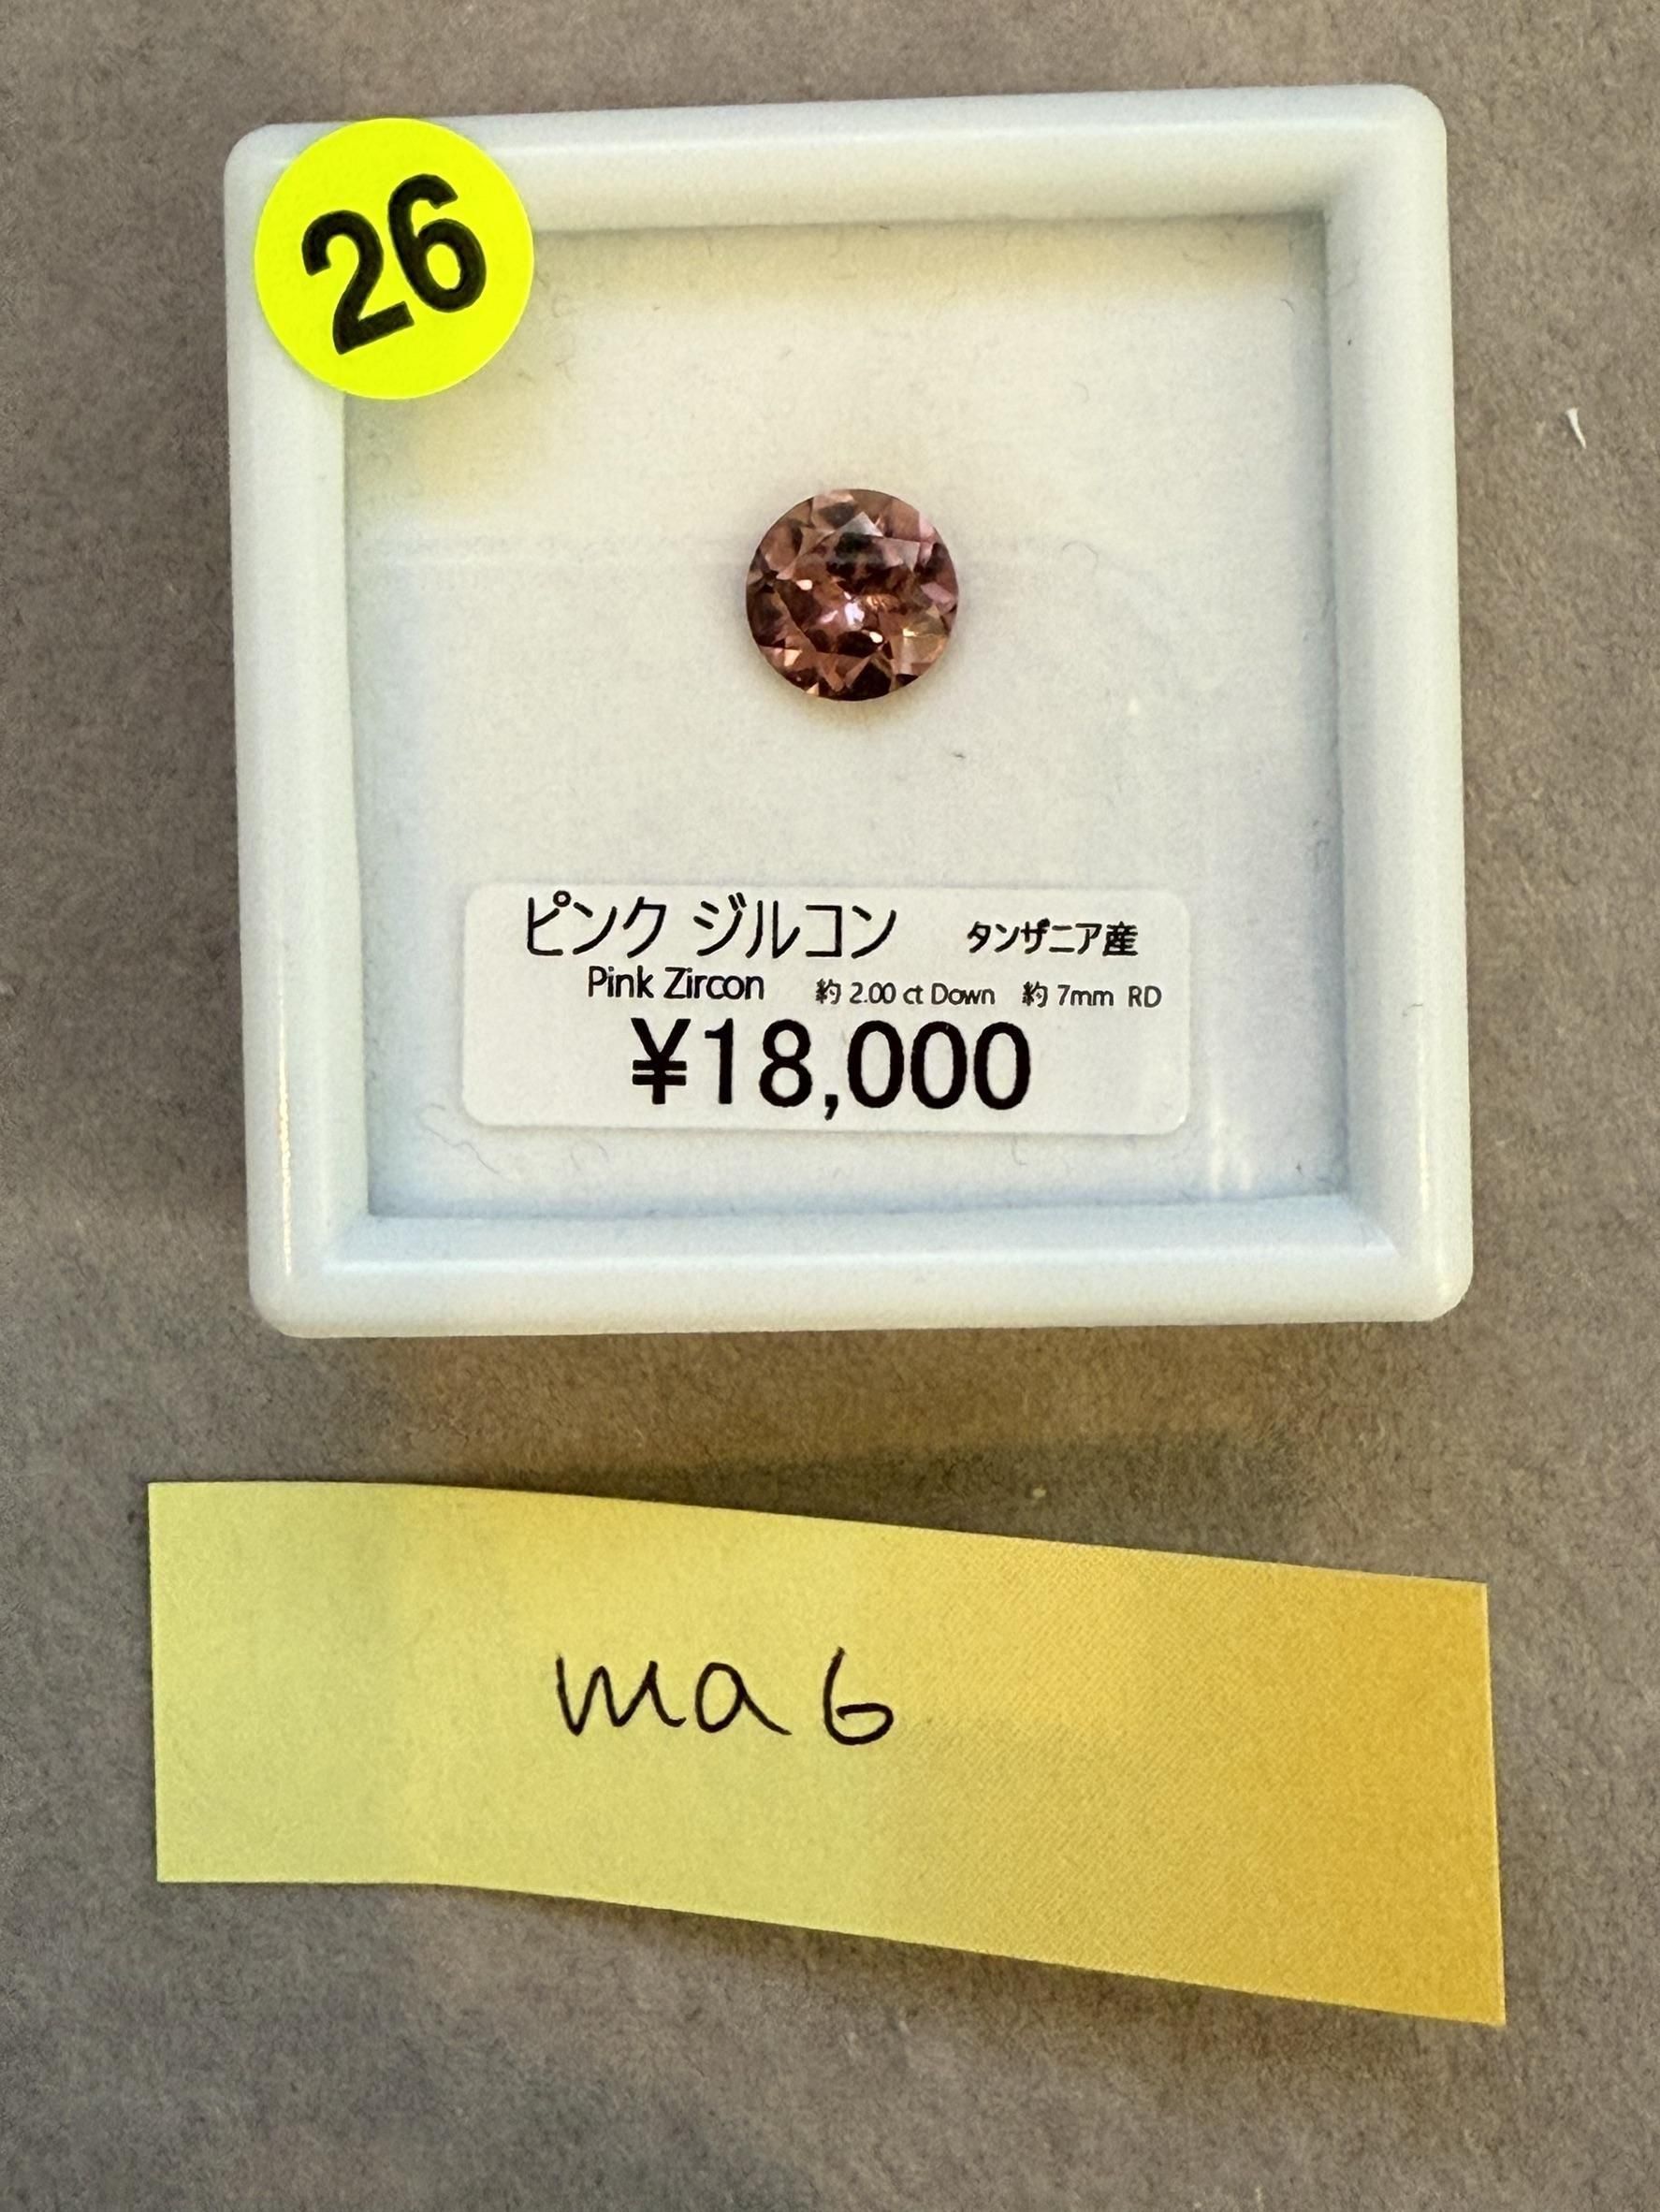 26
ピンク ジルコン タンザニア産
Pink Zircon 約 2.00 ct Down 約 7mm RD
¥18,000
ma6